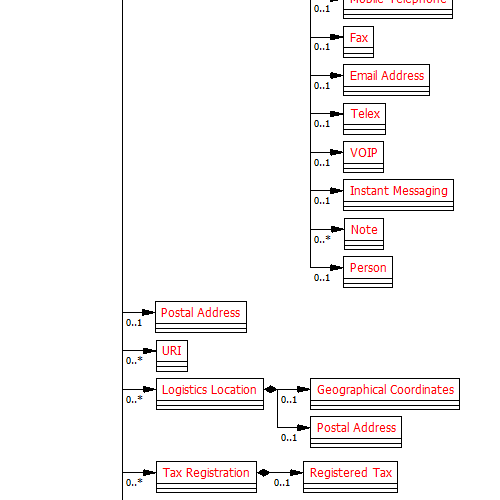 Mobile Telephone
0..1
Fax
0..1
Email Address
0..1
Telex
0..1
VOIP
0..1
Instant Messaging
0..1
Note
0..*
Person
0..1
Postal Address
0..1
URI
0..*
Logistics Location
0..*
Geographical Coordinates
0..1
Postal Address
0..1
Tax Registration
0..*
Registered Tax
0..1